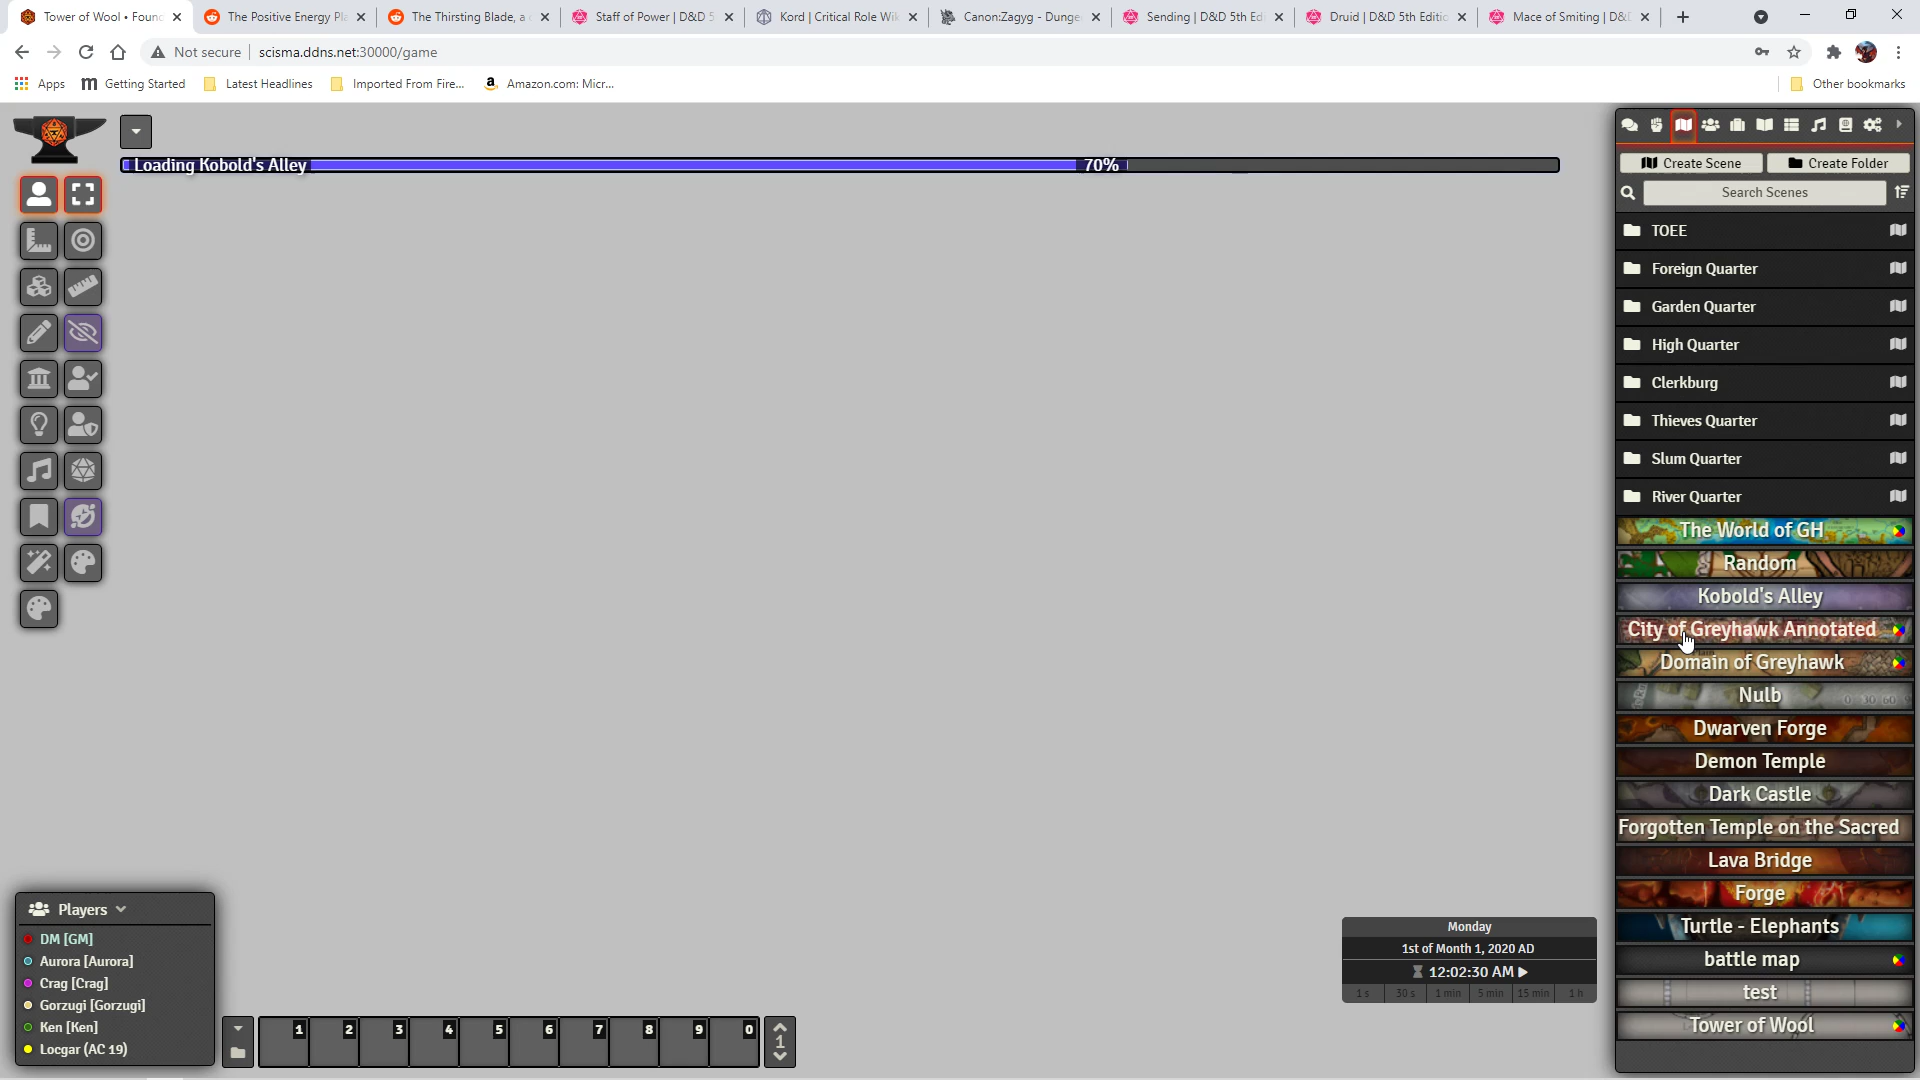 Tower of Wool • Foun
The Positive Energy Pl
The Thirsting Blade, a
Staff of Power | D&D 5
Kord | Critical Role Wi
Canon:Zagyg - Dunge
Sending | D&D 5th Ed
Druid | D&D 5th Editio
Mace of Smiting | D&
Not secure
scisma.ddns.net:30000/game
Apps
Getting Started
Latest Headlines
Imported From Fire...
Amazon.com: Micr...
Other bookmarks
Loading Kobold's Alley
70%
Create Scene
Create Folder
Search Scenes
TOEE
Foreign Quarter
Garden Quarter
High Quarter
Clerkburg
Thieves Quarter
Slum Quarter
River Quarter
The World of GH
Random
Kobold's Alley
City of Greyhawk Annotated
Domain of Greyhawk
Nulb
0 30 60
Dwarven Forge
Demon Temple
Dark Castle
Forgotten Temple on the Sacred
Lava Bridge
Forge
Turtle - Elephants
battle map
test
Tower of Wool
Players
DM [GM]
Aurora [Aurora]
Crag [Crag]
Gorzugi [Gorzugi]
Ken [Ken]
Locgar (AC 19)
1 2 3 4 5 6 7 8 9 0
1
Monday
1st of Month 1, 2020 AD
12:02:30 AM
1 s 30 s 1 min 5 min 15 min 1 h